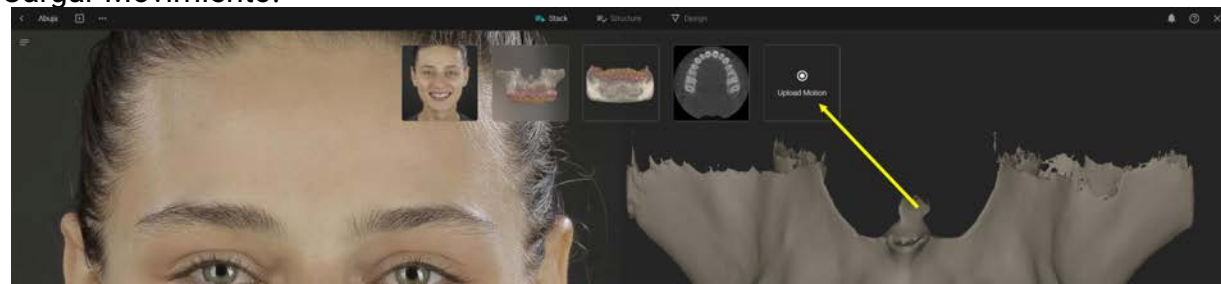 Cargar Movimiento.
Abuja
Stack
Structure
Design
Upload Motion